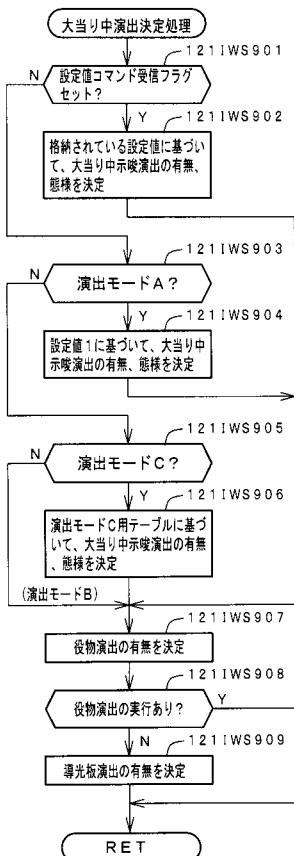 大当り中演出決定処理
121IWS901
設定値コマンド受信フラグ
セット?
N
Y
121IWS902
格納されている設定値に基づい
て、大当り中示唆演出の有無、
態様を決定
121IWS903
N
演出モードA?
Y
121IWS904
設定値1に基づいて、大当り中
示唆演出の有無、態様を決定
121IWS905
N
演出モードC?
Y
121IWS906
演出モードC用テーブルに基づ
いて、大当り中示唆演出の有無
、態様を決定
(演出モードB)
121IWS907
役物演出の有無を決定
121IWS908
役物演出の実行あり?
Y
N
121IWS909
導光板演出の有無を決定
RET